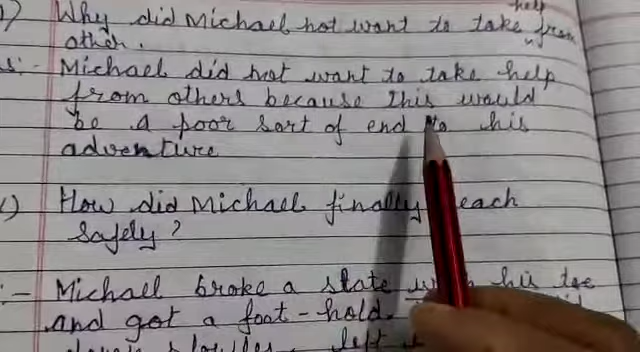 Why did Michael not want to take help from
other.
s:- Michael did not want to take help
from others because this would
be a poor sort of end to his
adventure
How did Michael finally each
safely?
:- Michael broke a slate his toe
and got a foot-hold.
left